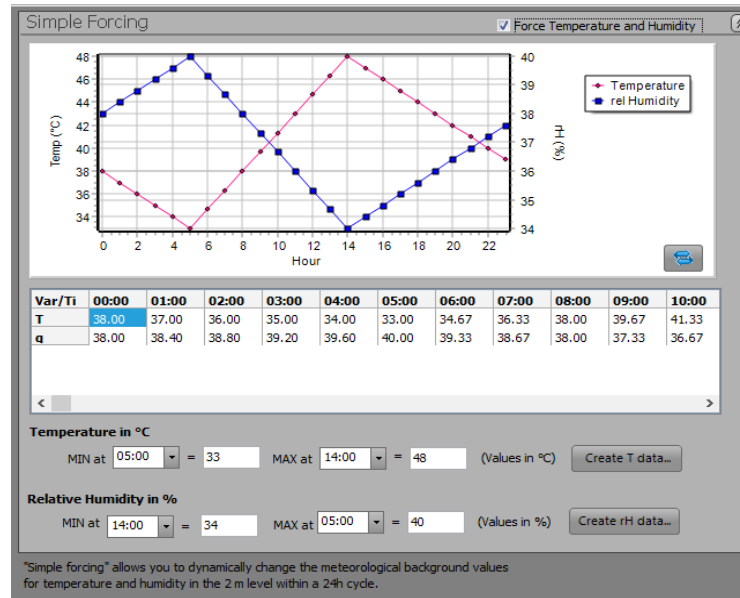 Simple Forcing
Force Temperature and Humidity
48
46
44
42
40
38
36
34
Temp (°C)
40
39
38
37
36
35
34
rH (%)
0 2 4 6 8 10 12 14 16 18 20 22
Hour
Temperature
rel Humidity
Var/Ti 00:00 01:00 02:00 03:00 04:00 05:00 06:00 07:00 08:00 09:00 10:00
T 38.00 37.00 36.00 35.00 34.00 33.00 34.67 36.33 38.00 39.67 41.33
q 38.00 38.40 38.80 39.20 39.60 40.00 39.33 38.67 38.00 37.33 36.67
Temperature in °C
MIN at 05:00 = 33 MAX at 14:00 = 48 (Values in °C) Create T data...
Relative Humidity in %
MIN at 14:00 = 34 MAX at 05:00 = 40 (Values in %) Create rH data...
"Simple forcing" allows you to dynamically change the meteorological background values
for temperature and humidity in the 2 m level within a 24h cycle.